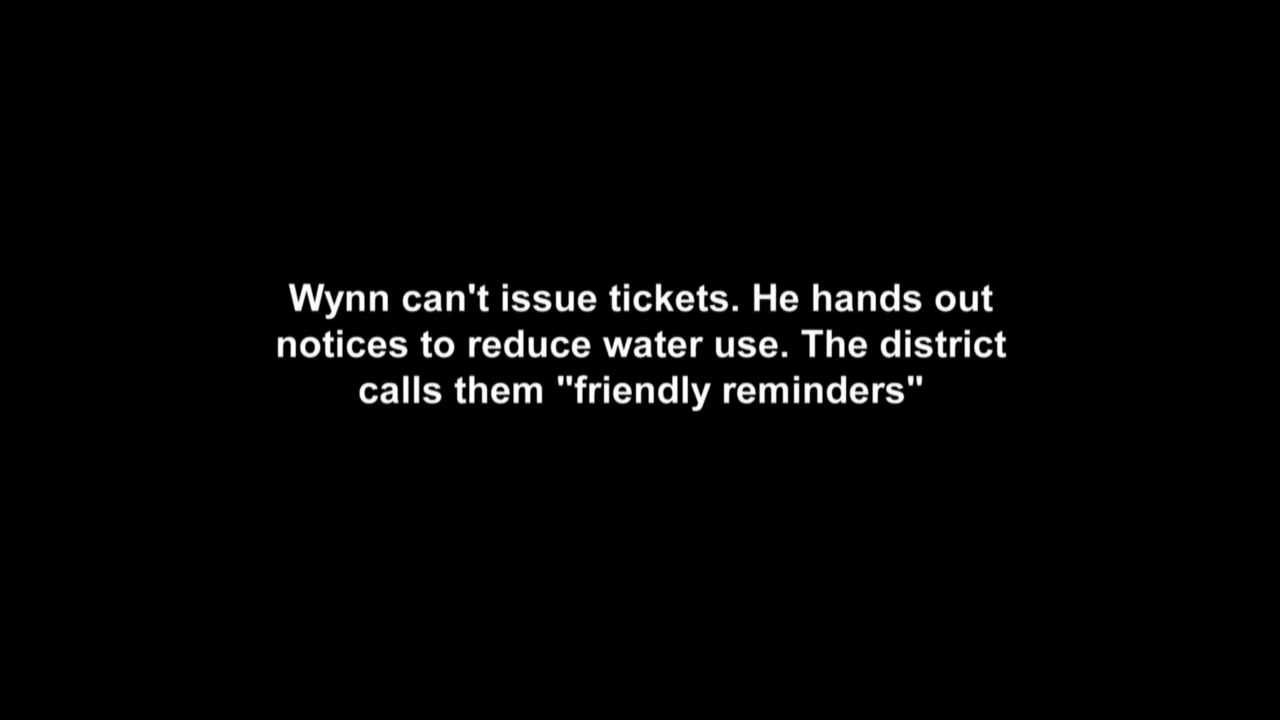 Wynn can't issue tickets. He hands out
notices to reduce water use. The district
calls them "friendly reminders"